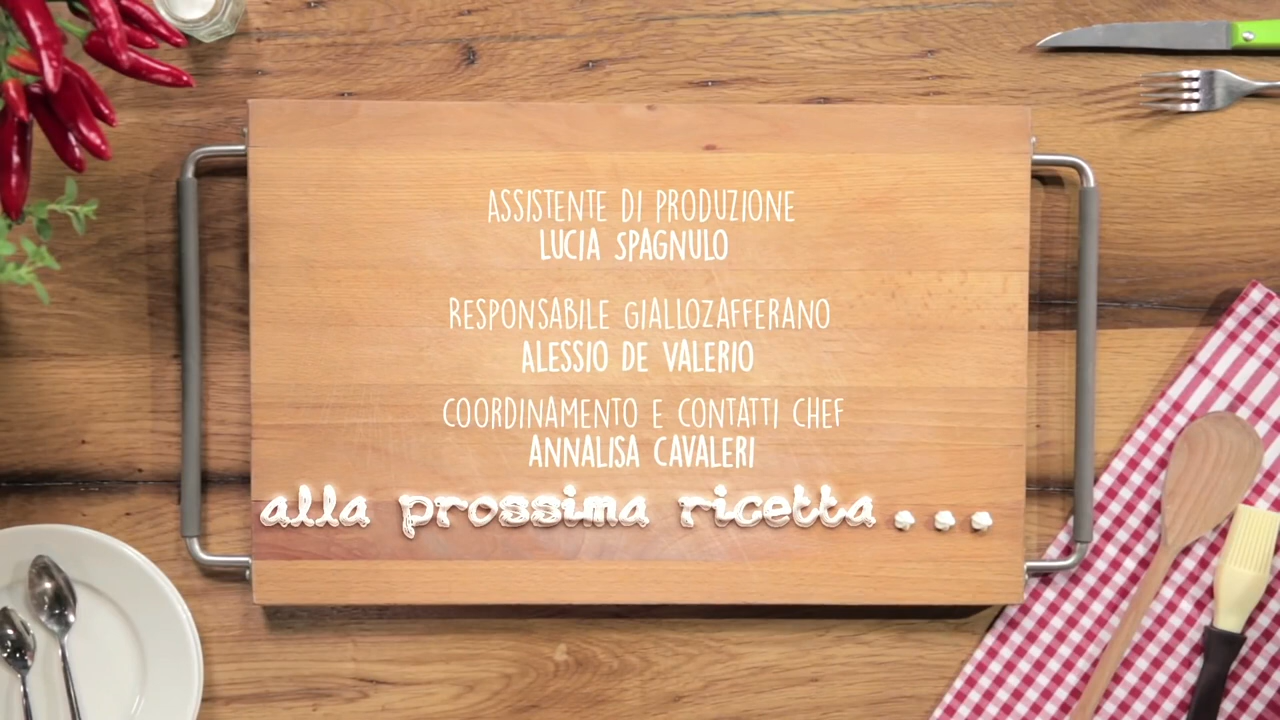 ASSISTENTE DI PRODUZIONE
LUCIA SPAGNULO
RESPONSABILE GIALLOZAFFERANO
ALESSIO DE VALERIO
COORDINAMENTO E CONTATTI CHEF
ANNALISA CAVALERI
alla prossima ricetta...